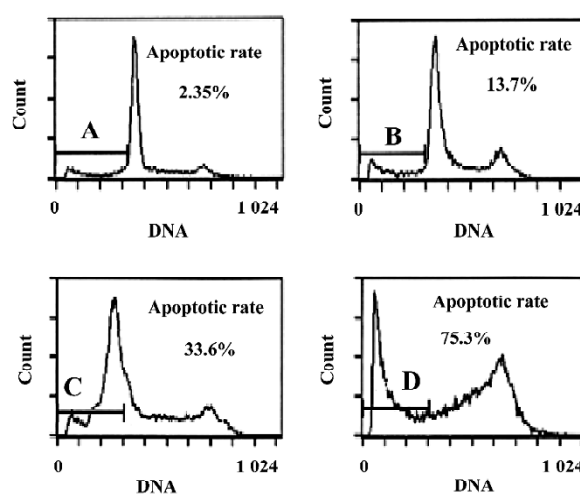 Count
Apoptotic rate
2.35%
A
0
1 024
DNA
Count
Apoptotic rate
13.7%
B
0
1 024
DNA
Count
Apoptotic rate
33.6%
C
0
1 024
DNA
Count
Apoptotic rate
75.3%
D
0
1 024
DNA